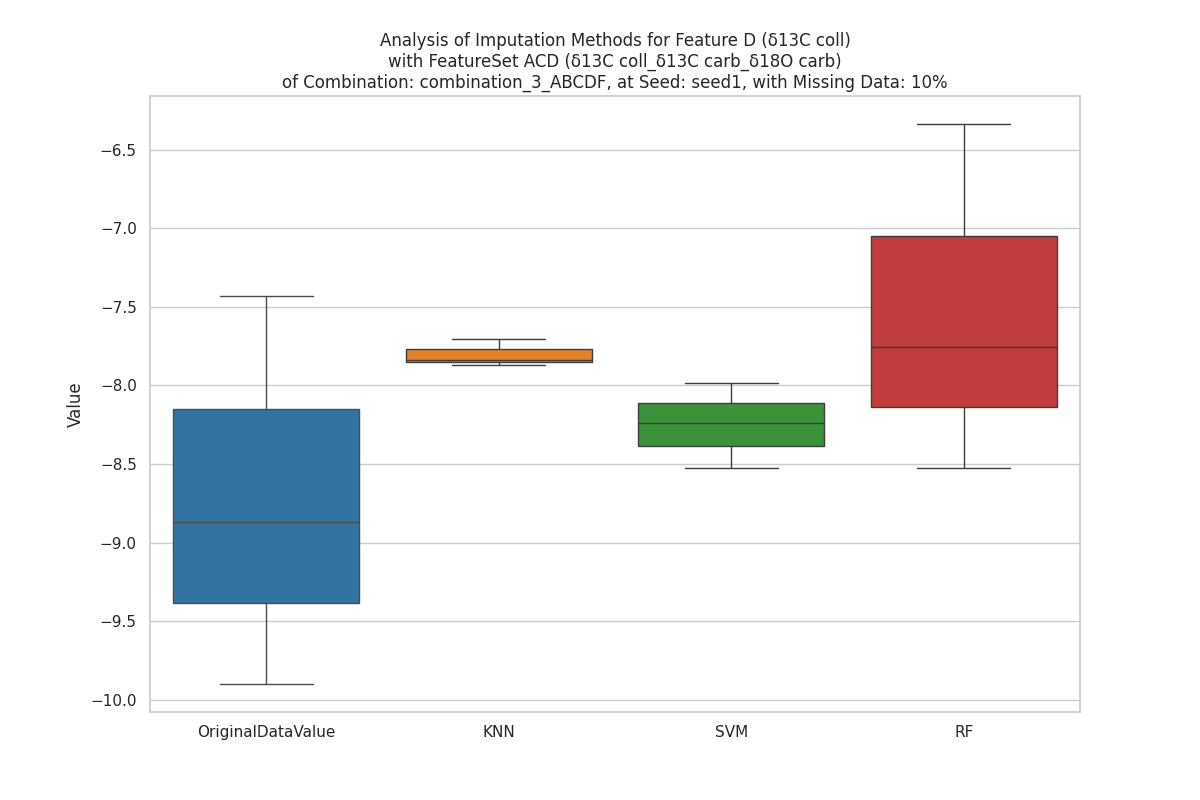 Analysis of Imputation Methods for Feature D (δ13C coll)
with FeatureSet ACD (δ13C coll_δ13C carb_δ18O carb)
of Combination: combination_3_ABCDF, at Seed: seed1, with Missing Data: 10%
Value
−6.5
−7.0
−7.5
−8.0
−8.5
−9.0
−9.5
−10.0
OriginalDataValue KNN SVM RF